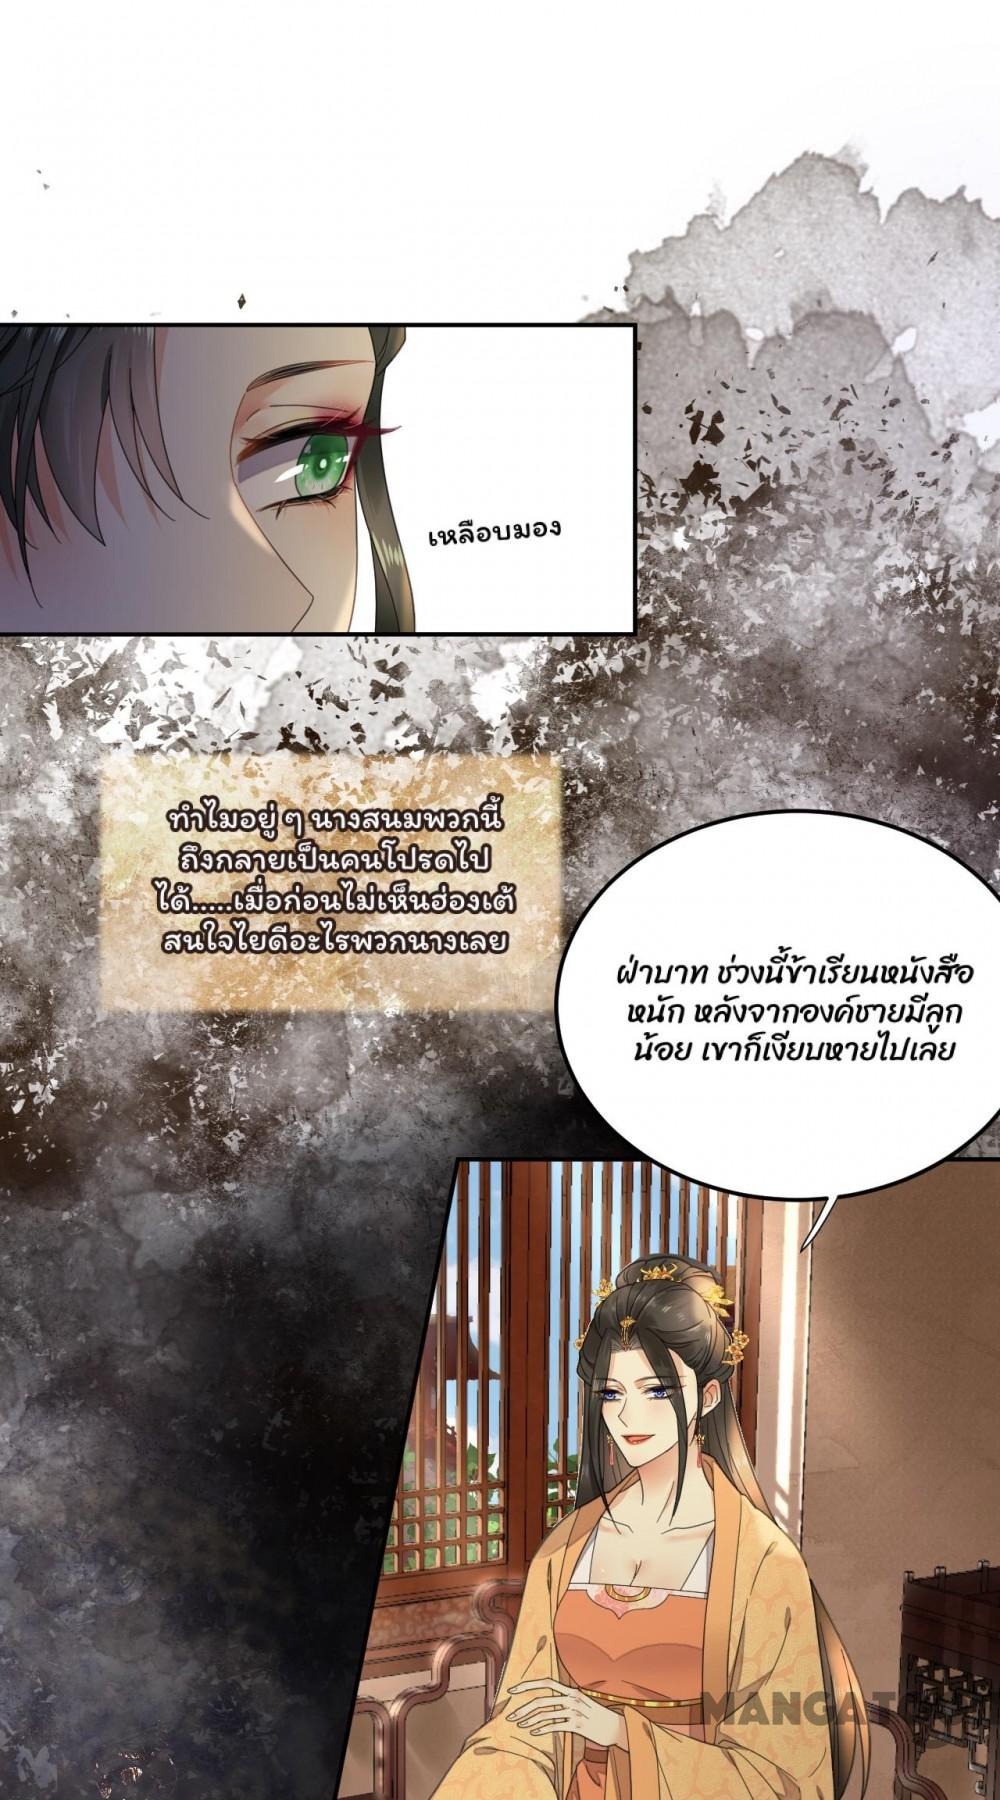 เหลือบมอง
ทำไมอยู่ ๆ นางสนมพวกนี้
ถึงกลายเป็นคนโปรดไป
ได้.....เมื่อก่อนไม่เห็นฮ่องเต้
สนใจไยดีอะไรพวกนางเลย
ฝ่าบาท ช่วงนี้ข้าเรียนหนังสือ
หนัก หลังจากองค์ชายมีลูก
น้อย เขาก็เงียบหายไปเลย